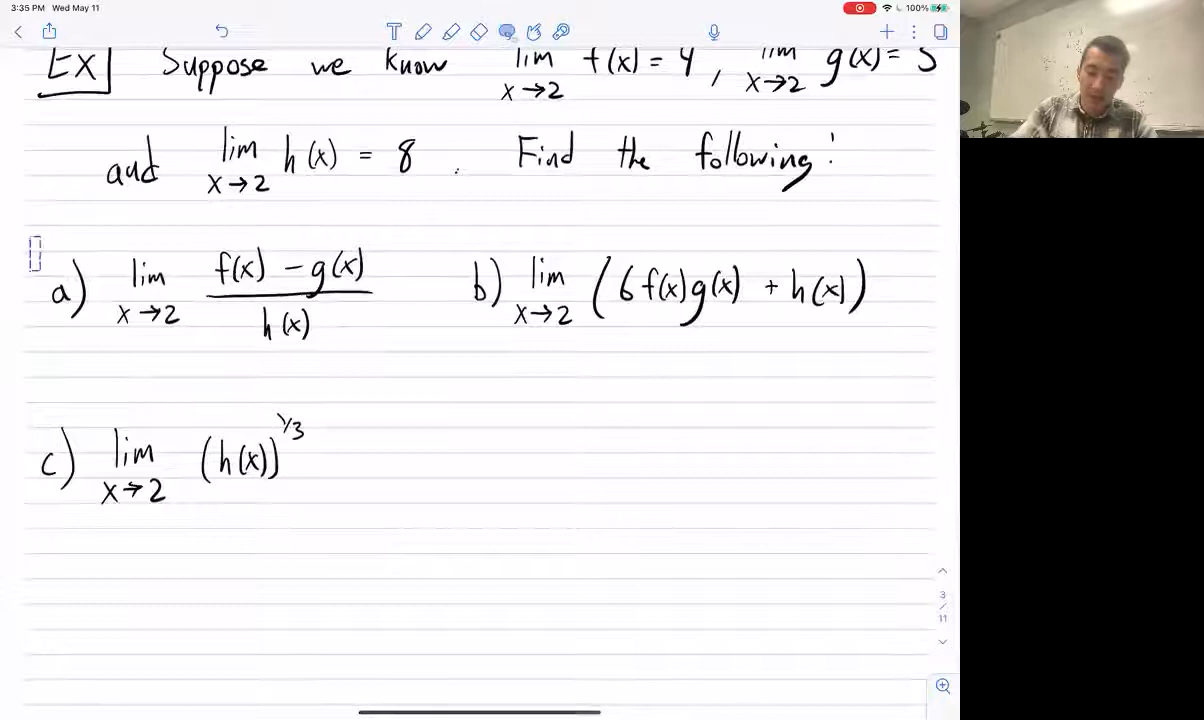 3:35 PM Wed May 11
100%
EX Suppose we know lim x→2 f(x) = 4, lim x→2 g(x) = 5
and lim x→2 h(x) = 8. Find the following:
a) lim x→2 (f(x) - g(x)) / h(x) b) lim x→2 (6 f(x)g(x) + h(x))
c) lim x→2 (h(x))^1/3
3
/
11